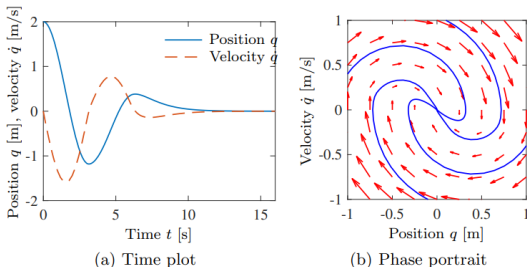 Position q [m], velocity q̇ [m/s]
2
1
0
-1
-2
Position q
Velocity q̇
0
5
10
15
Time t [s]
(a) Time plot
Velocity q̇ [m/s]
1
0.5
0
-0.5
-1
-1
-0.5
0
0.5
1
Position q [m]
(b) Phase portrait